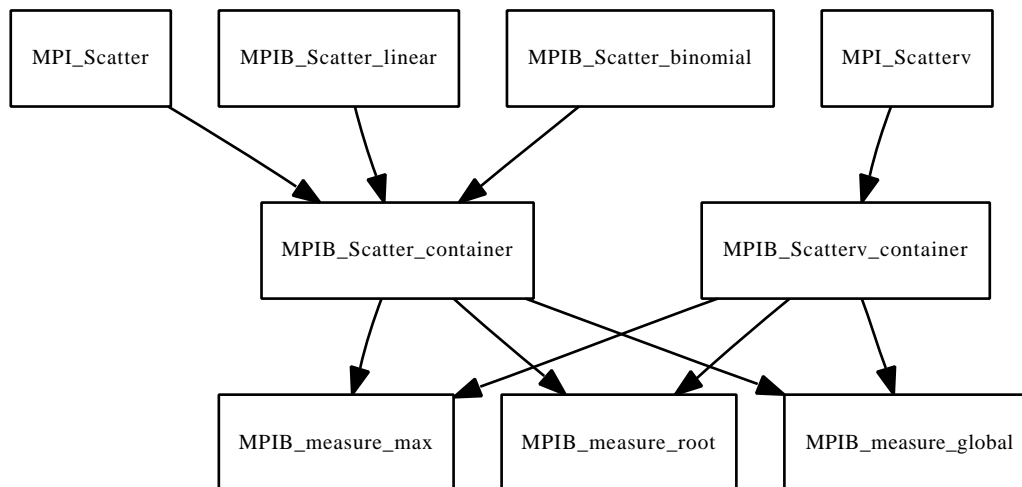 MPI_Scatter
MPIB_Scatter_linear
MPIB_Scatter_binomial
MPI_Scatterv
MPIB_Scatter_container
MPIB_Scatterv_container
MPIB_measure_max
MPIB_measure_root
MPIB_measure_global